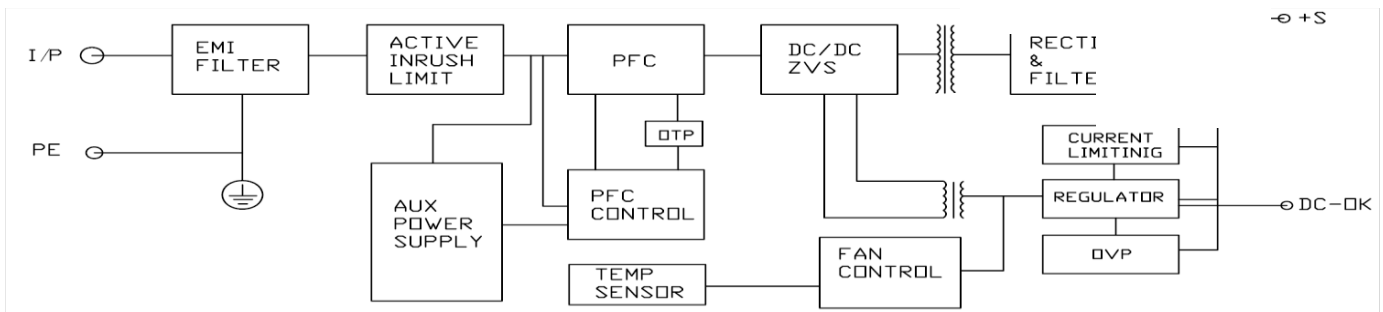 I/P
EMI
FILTER
ACTIVE
INRUSH
LIMIT
PFC
DC/DC
ZVS
RECTI
&
FILTE
+S
PE
OTP
AUX
POWER
SUPPLY
PFC
CONTROL
CURRENT
LIMITINIG
REGULATOR
DC-OK
OVP
FAN
CONTROL
TEMP
SENSOR